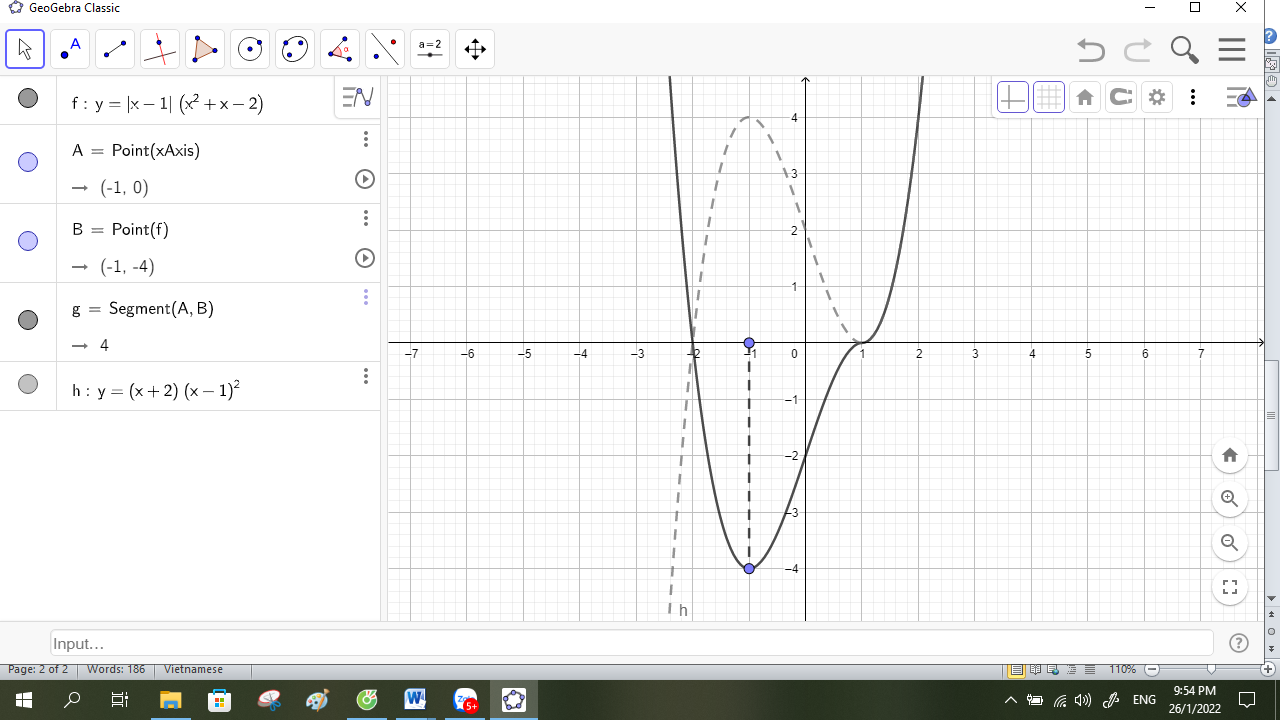 GeoGebra Classic
A
α
a=2
f : y = |x − 1| (x² + x − 2)
A = Point(xAxis)
→ (-1, 0)
B = Point(f)
→ (-1, -4)
g = Segment(A, B)
→ 4
h : y = (x + 2) (x − 1)²
4
3
2
1
−7 −6 −5 −4 −3 −2 −1 0 1 2 3 4 5 6 7
−1
−2
−3
−4
h
Input...
?
Page: 2 of 2 Words: 186 Vietnamese 110%
W Zalo 5+ ENG 9:54 PM
26/1/2022